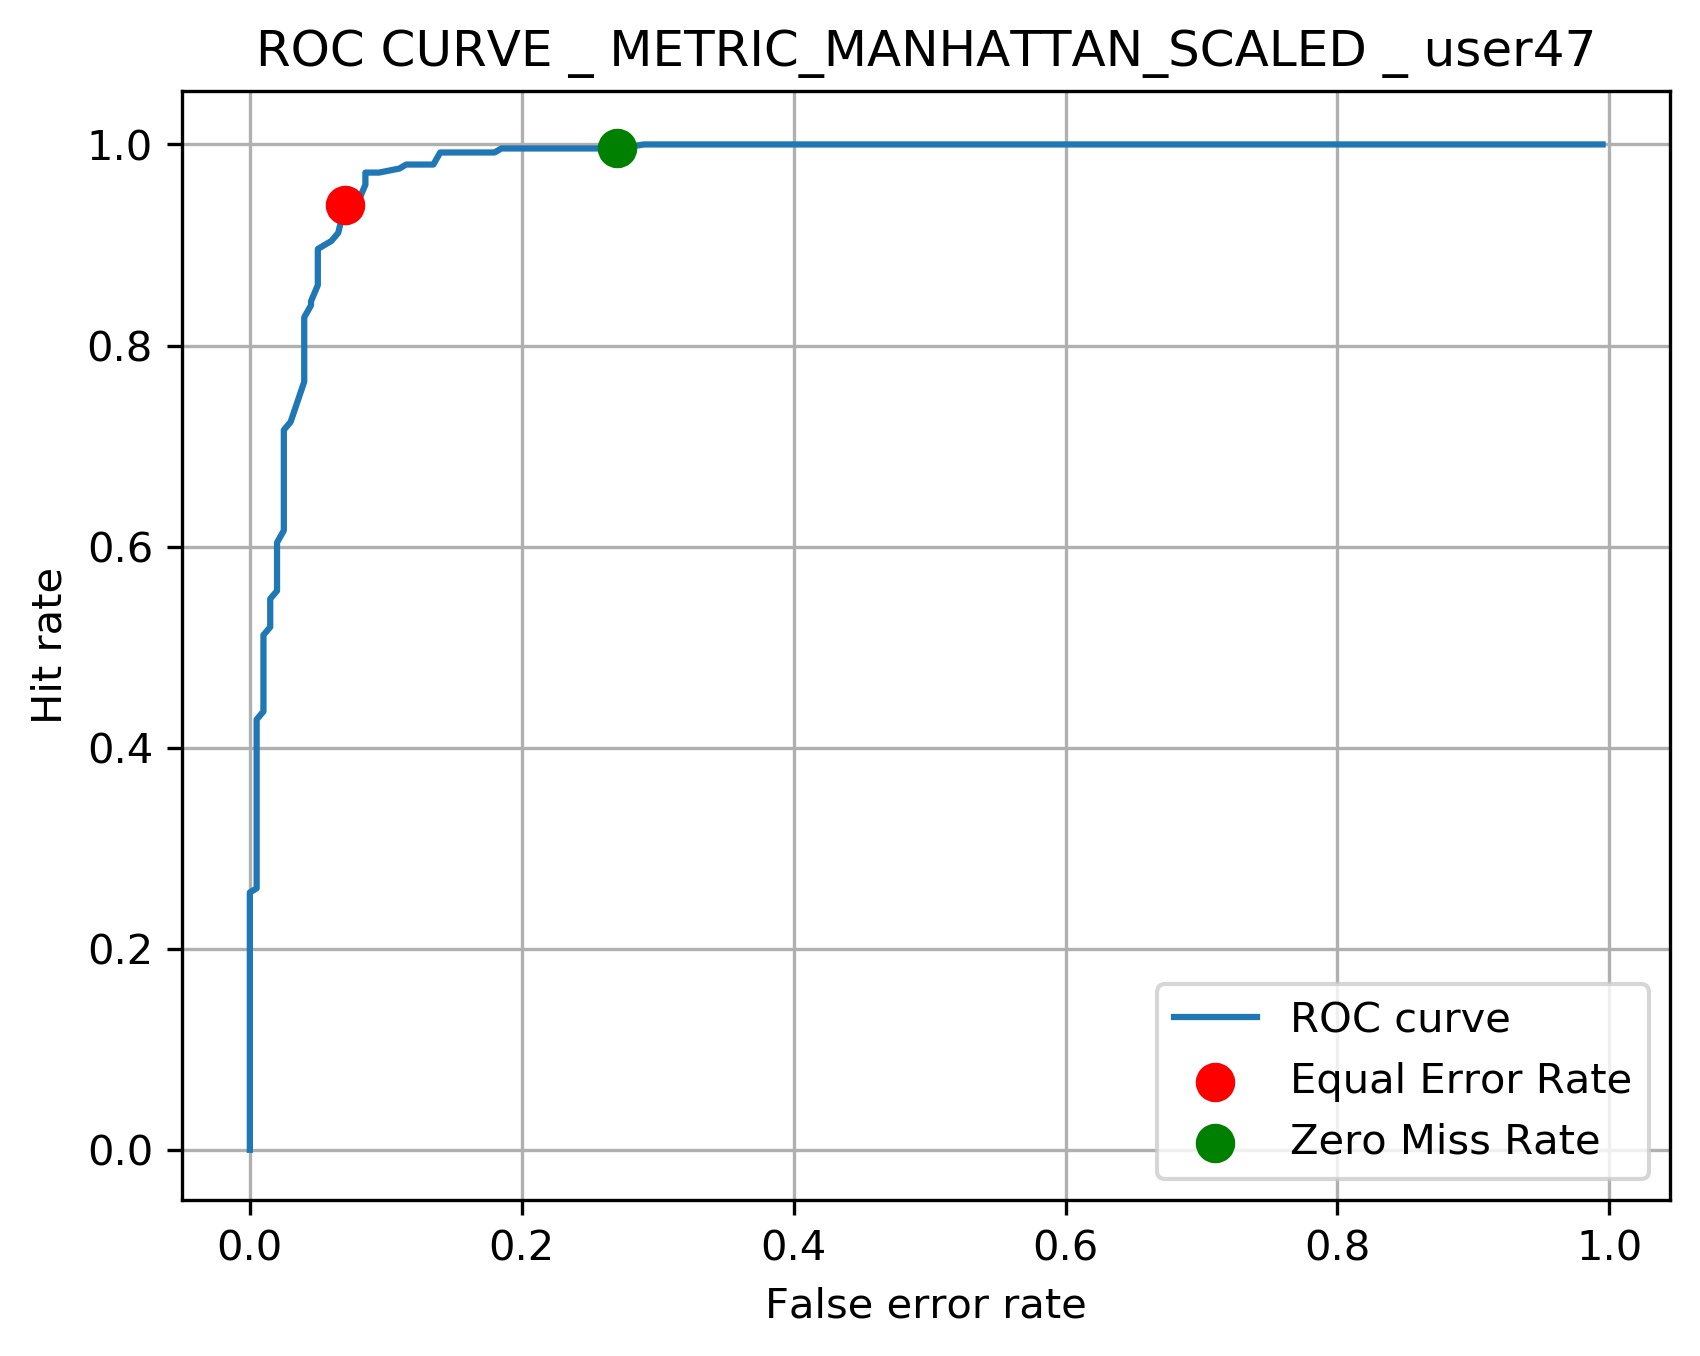 ROC CURVE _ METRIC_MANHATTAN_SCALED _ user47
1.0
0.8
0.6
0.4
0.2
0.0
Hit rate
ROC curve
Equal Error Rate
Zero Miss Rate
0.0 0.2 0.4 0.6 0.8 1.0
False error rate